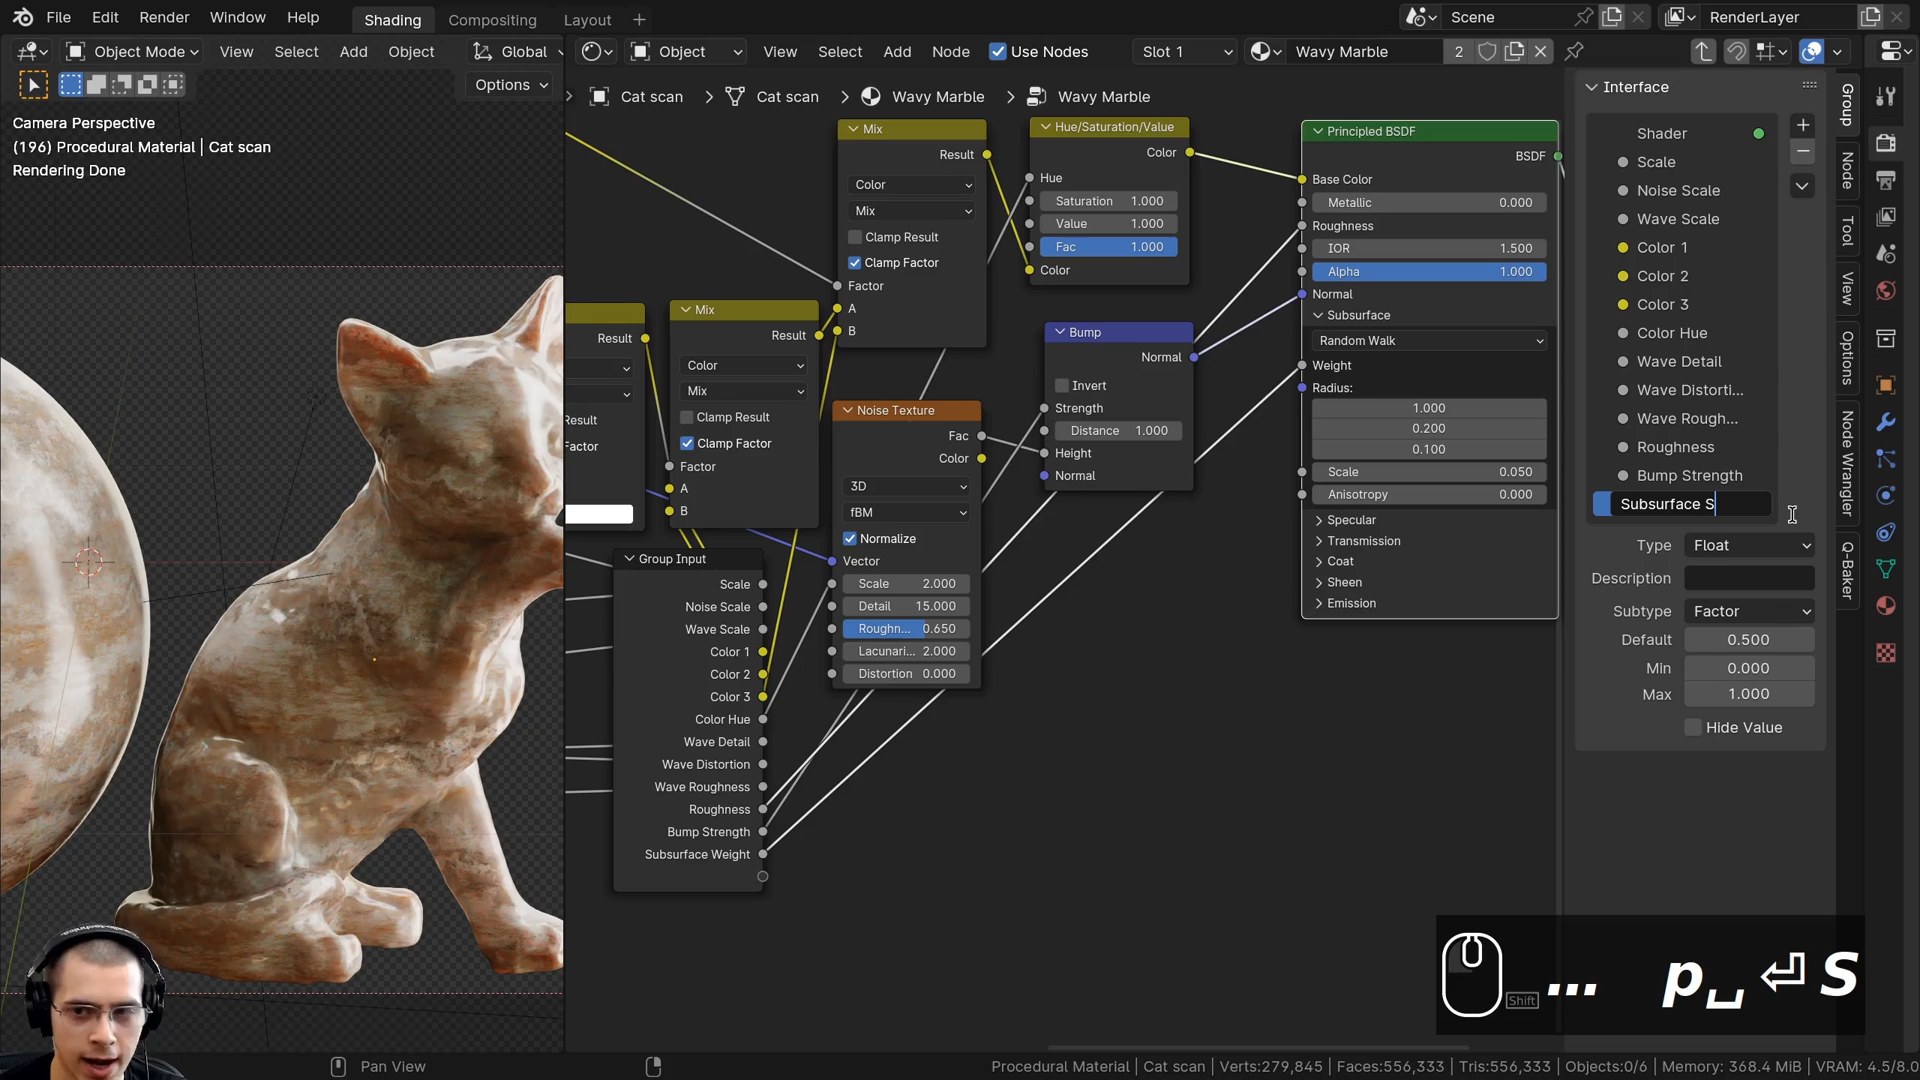 File Edit Render Window Help Shading Compositing Layout + Scene RenderLayer
Object Mode View Select Add Object Global Object View Select Add Node Use Nodes Slot 1 Wavy Marble 2
Options
Cat scan > Cat scan > Wavy Marble > Wavy Marble
Camera Perspective
(196) Procedural Material | Cat scan
Rendering Done
Result
Result
Factor
Mix
Result
Color
Mix
Clamp Result
Clamp Factor
Factor
A
B
Mix
Result
Color
Mix
Clamp Result
Clamp Factor
Factor
A
B
Hue/Saturation/Value
Color
Hue
Saturation 1.000
Value 1.000
Fac 1.000
Color
Bump
Normal
Invert
Strength
Distance 1.000
Height
Normal
Noise Texture
Fac
Color
3D
fBM
Normalize
Vector
Scale 2.000
Detail 15.000
Roughn... 0.650
Lacunari... 2.000
Distortion 0.000
Group Input
Scale
Noise Scale
Wave Scale
Color 1
Color 2
Color 3
Color Hue
Wave Detail
Wave Distortion
Wave Roughness
Roughness
Bump Strength
Subsurface Weight
Principled BSDF
BSDF
Base Color
Metallic 0.000
Roughness
IOR 1.500
Alpha 1.000
Normal
Subsurface
Random Walk
Weight
Radius:
1.000
0.200
0.100
Scale 0.050
Anisotropy 0.000
Specular
Transmission
Coat
Sheen
Emission
Interface
Shader
Scale
Noise Scale
Wave Scale
Color 1
Color 2
Color 3
Color Hue
Wave Detail
Wave Distorti...
Wave Rough...
Roughness
Bump Strength
Subsurface S
Type Float
Description
Subtype Factor
Default 0.500
Min 0.000
Max 1.000
Hide Value
Group
Node
Tool
View
Options
Node Wrangler
Q-Baker
Shift ... p␣ ⏎ S
Pan View
Procedural Material | Cat scan | Verts:279,845 | Faces:556,333 | Tris:556,333 | Objects:0/6 | Memory: 368.4 MiB | VRAM: 4.5/8.0